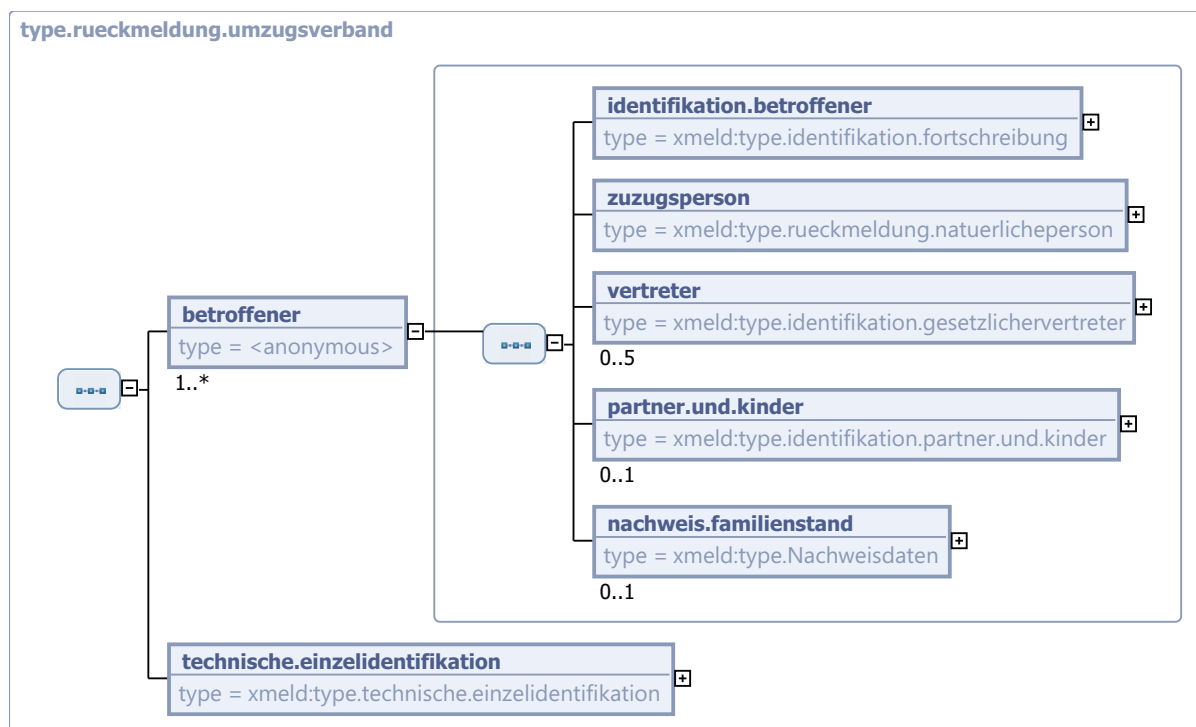 type.rueckmeldung.umzugsverband
identifikation.betroffener
type = xmeld:type.identifikation.fortschreibung
zuzugsperson
type = xmeld:type.rueckmeldung.natuerlicheperson
vertreter
type = xmeld:type.identifikation.gesetzlichervertreter
0..5
betroffener
type = <anonymous>
1..*
partner.und.kinder
type = xmeld:type.identifikation.partner.und.kinder
0..1
nachweis.familienstand
type = xmeld:type.Nachweisdaten
0..1
technische.einzelidentifikation
type = xmeld:type.technische.einzelidentifikation